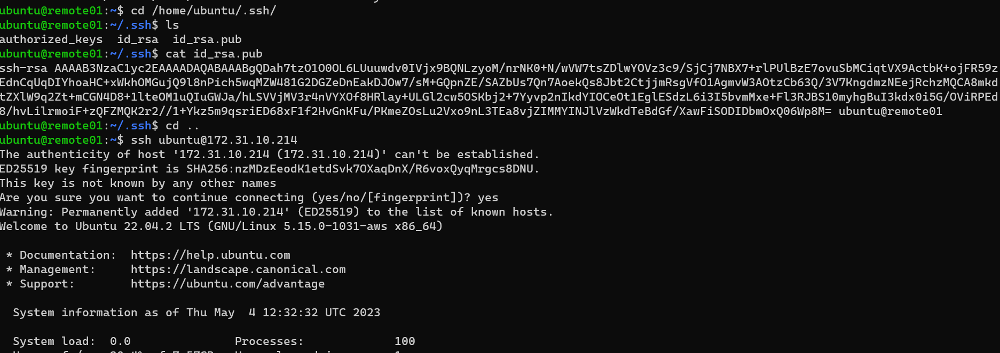 ubuntu@remote01:~$ cd /home/ubuntu/.ssh/
ubuntu@remote01:~/.ssh$ ls
authorized_keys  id_rsa  id_rsa.pub
ubuntu@remote01:~/.ssh$ cat id_rsa.pub
ssh-rsa AAAAB3NzaC1yc2EAAAADAQABAAABgQDah7tzO1O0OL6LUuuwdv0IVjx9BQNLzyoM/nrNK0+N/wVW7tsZDlwYOVz3c9/SjCj7NBX7+rlPUlBzE7ovuSbMCiqtVX9ActbK+ojFR59z
EdnCqUqDIYhoaHC+xWkhOMGujQ9l8nPich5wqMZW481G2DGZeDnEakDJOw7/sM+GQpnZE/SAZbUs7Qn7AoekQs8Jbt2CtjjmRsgVfO1AgmvW3AOtzCb63Q/3V7KngdmzNEejRchzMQCA8mkd
tZXlW9q2Zt+mCGN4D8+1lteOM1uQIuGWJa/hLSVVjMV3r4nVYXOf8HRlay+ULGl2cw5OSKbj2+7Yyvp2nIkdYIOCeOt1EglESdzL6i3I5bvmMxe+Fl3RJBS10myhgBuI3kdx0i5G/OViRPEd
8/hvLilrmoiF+zQFZMQK2r2//1+Ykz5m9qsriED68xF1f2HvGnKFu/PKmeZOsLu2Vxo9nL3TEa8vjZIMMYINJlVzWkdTeBdGf/XawFiSODIDbmOxQ06Wp8M= ubuntu@remote01
ubuntu@remote01:~/.ssh$ cd ..
ubuntu@remote01:~$ ssh ubuntu@172.31.10.214
The authenticity of host '172.31.10.214 (172.31.10.214)' can't be established.
ED25519 key fingerprint is SHA256:nzMDzEeodK1etdSvk7OXaqDnX/R6voxQyqMrgcs8DNU.
This key is not known by any other names
Are you sure you want to continue connecting (yes/no/[fingerprint])? yes
Warning: Permanently added '172.31.10.214' (ED25519) to the list of known hosts.
Welcome to Ubuntu 22.04.2 LTS (GNU/Linux 5.15.0-1031-aws x86_64)
* Documentation:  https://help.ubuntu.com
* Management:     https://landscape.canonical.com
* Support:        https://ubuntu.com/advantage
System information as of Thu May  4 12:32:32 UTC 2023
System load:  0.0               Processes:             100